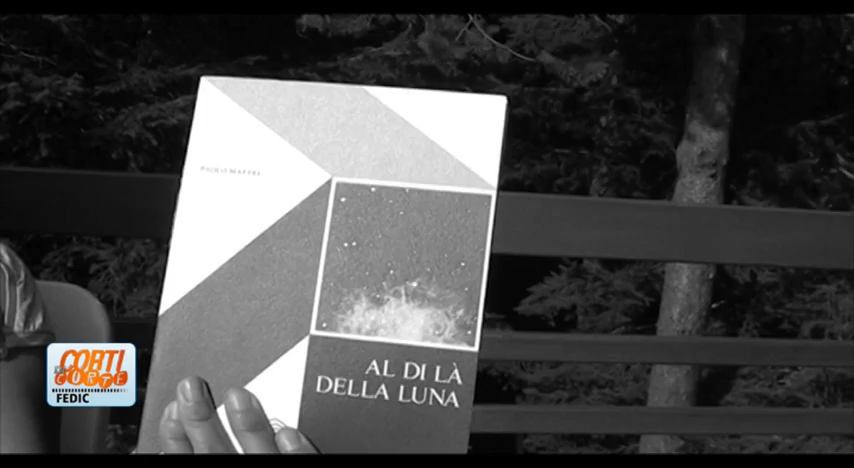 PAOLO MAFFEI
AL DI LÀ
DELLA LUNA
CORTI
CORTE
FEDIC